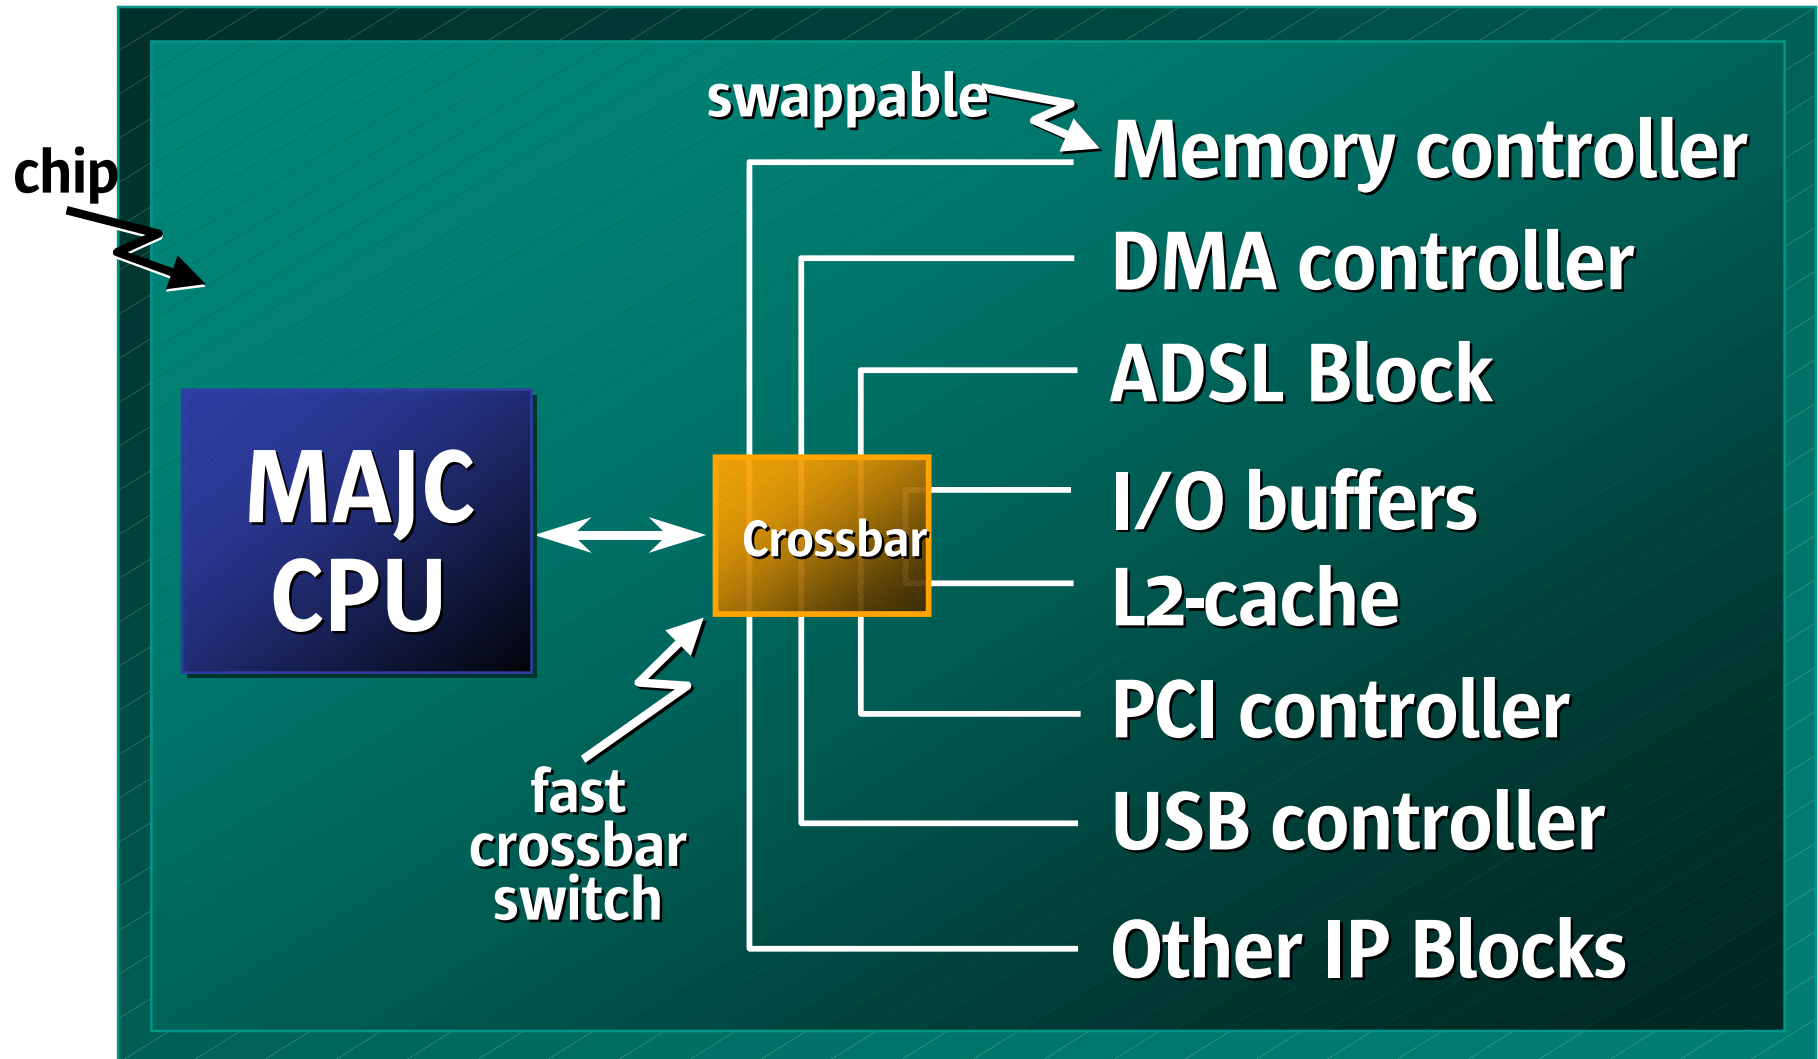 swappable
chip
Memory controller
DMA controller
ADSL Block
MAJC
CPU
Crossbar
I/O buffers
L2-cache
PCI controller
fast
crossbar
switch
USB controller
Other IP Blocks